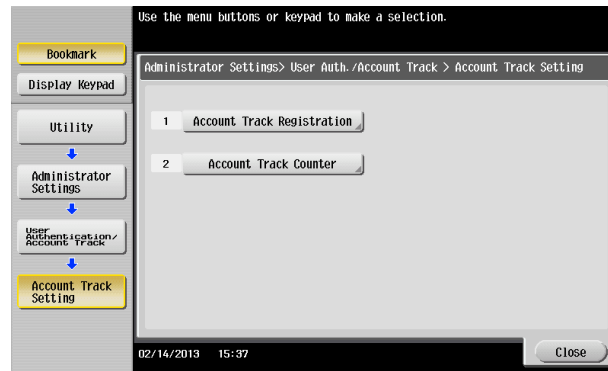 Use the menu buttons or keypad to make a selection.
Bookmark
Display Keypad
Utility
Administrator
Settings
User
Authentication/
Account Track
Account Track
Setting
Administrator Settings> User Auth./Account Track > Account Track Setting
1 Account Track Registration
2 Account Track Counter
02/14/2013 15:37
Close